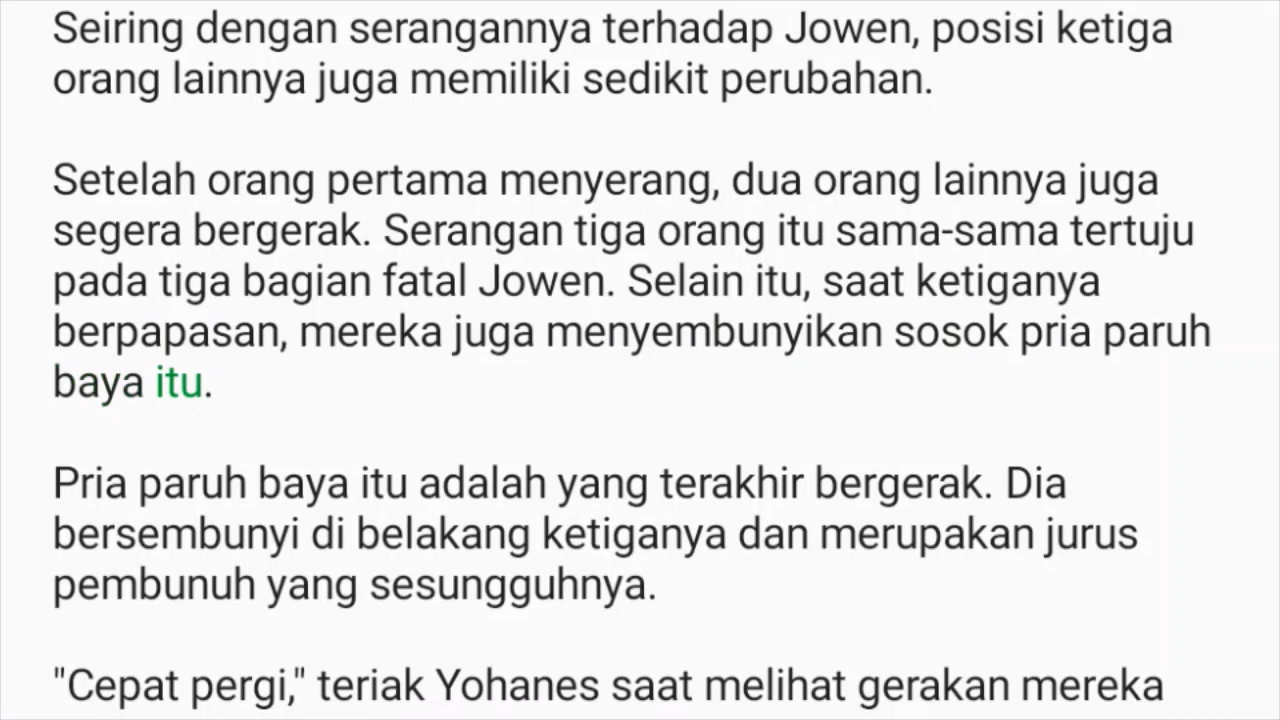 Seiring dengan serangannya terhadap Jowen, posisi ketiga
orang lainnya juga memiliki sedikit perubahan.
Setelah orang pertama menyerang, dua orang lainnya juga
segera bergerak. Serangan tiga orang itu sama-sama tertuju
pada tiga bagian fatal Jowen. Selain itu, saat ketiganya
berpapasan, mereka juga menyembunyikan sosok pria paruh
baya itu.
Pria paruh baya itu adalah yang terakhir bergerak. Dia
bersembunyi di belakang ketiganya dan merupakan jurus
pembunuh yang sesungguhnya.
"Cepat pergi," teriak Yohanes saat melihat gerakan mereka